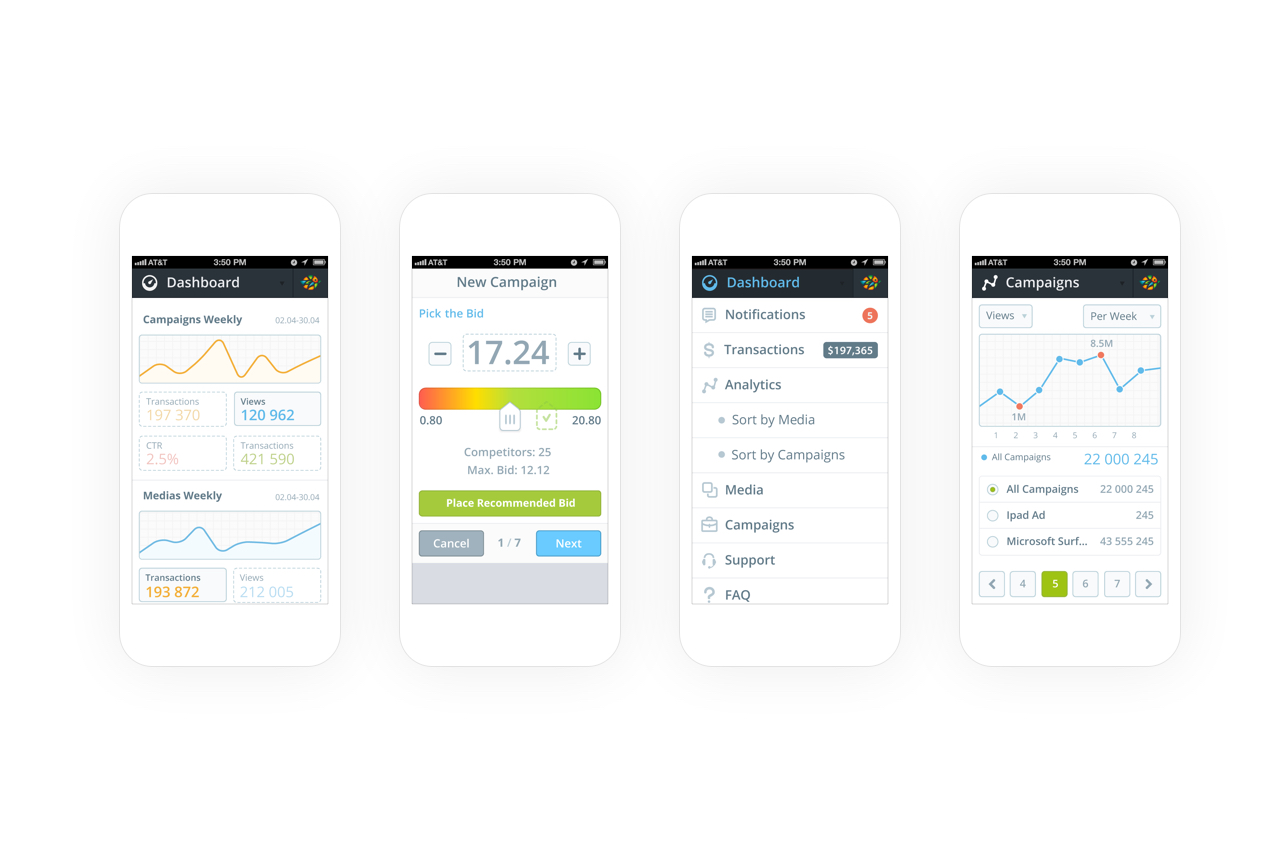 AT&T 3:50 PM
Dashboard
Campaigns Weekly 02.04-30.04
Transactions Views
197 370 120 962
CTR Transactions
2.5% 421 590
Medias Weekly 02.04-30.04
Transactions Views
193 872 212 005
AT&T 3:50 PM
New Campaign
Pick the Bid
17.24
0.80 20.80
Competitors: 25
Max. Bid: 12.12
Place Recommended Bid
Cancel 1 / 7 Next
AT&T 3:50 PM
Dashboard
Notifications 5
Transactions $197,365
Analytics
Sort by Media
Sort by Campaigns
Media
Campaigns
Support
FAQ
AT&T 3:50 PM
Campaigns
Views Per Week
8.5M
1M
1 2 3 4 5 6 7 8
All Campaigns 22 000 245
All Campaigns 22 000 245
Ipad Ad 245
Microsoft Surf... 43 555 245
4 5 6 7